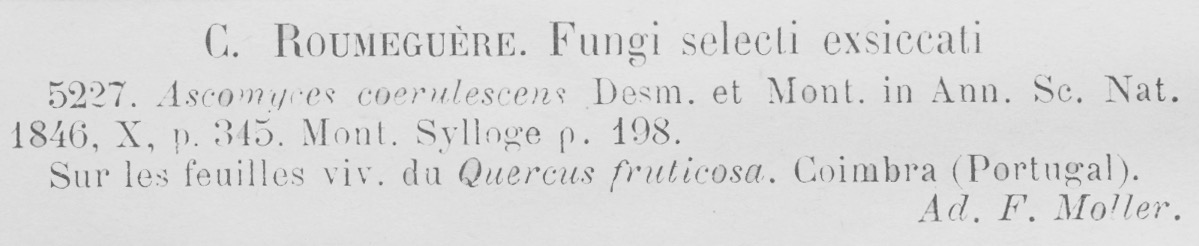 C. ROUMEGUÈRE. Fungi selecti exsiccati
5227. Ascomyces coerulescens Desm. et Mont. in Ann. Sc. Nat.
1846, X, p. 345. Mont. Sylloge p. 198.
Sur les feuilles viv. du Quercus fruticosa. Coimbra (Portugal).
Ad. F. Moller.